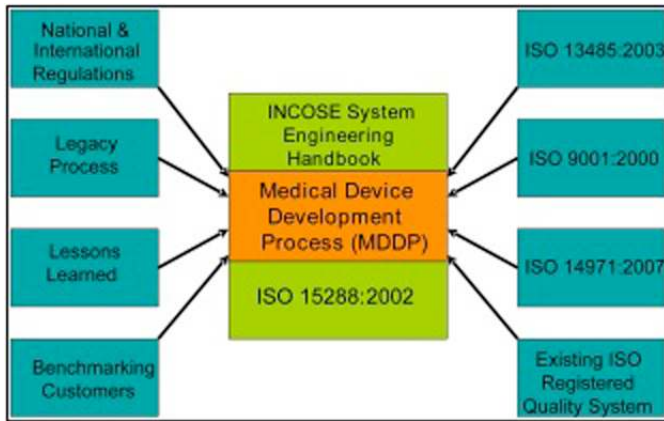 National &
International
Regulations
Legacy
Process
Lessons
Learned
Benchmarking
Customers
INCOSE System
Engineering
Handbook
Medical Device
Development
Process (MDDP)
ISO 15288:2002
ISO 13485:2003
ISO 9001:2000
ISO 14971:2007
Existing ISO
Registered
Quality System